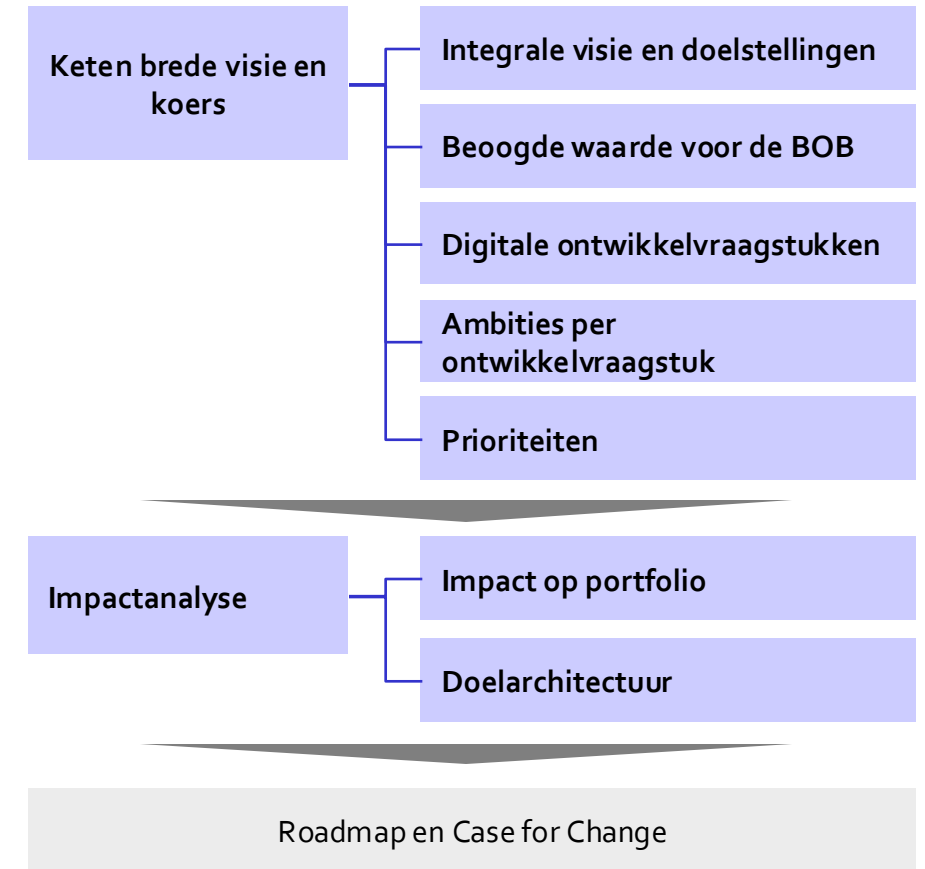 Keten brede visie en
koers
Integrale visie en doelstellingen
Beoogde waarde voor de BOB
Digitale ontwikkelvraagstukken
Ambities per
ontwikkelvraagstuk
Prioriteiten
Impactanalyse
Impact op portfolio
Doelarchitectuur
Roadmap en Case for Change